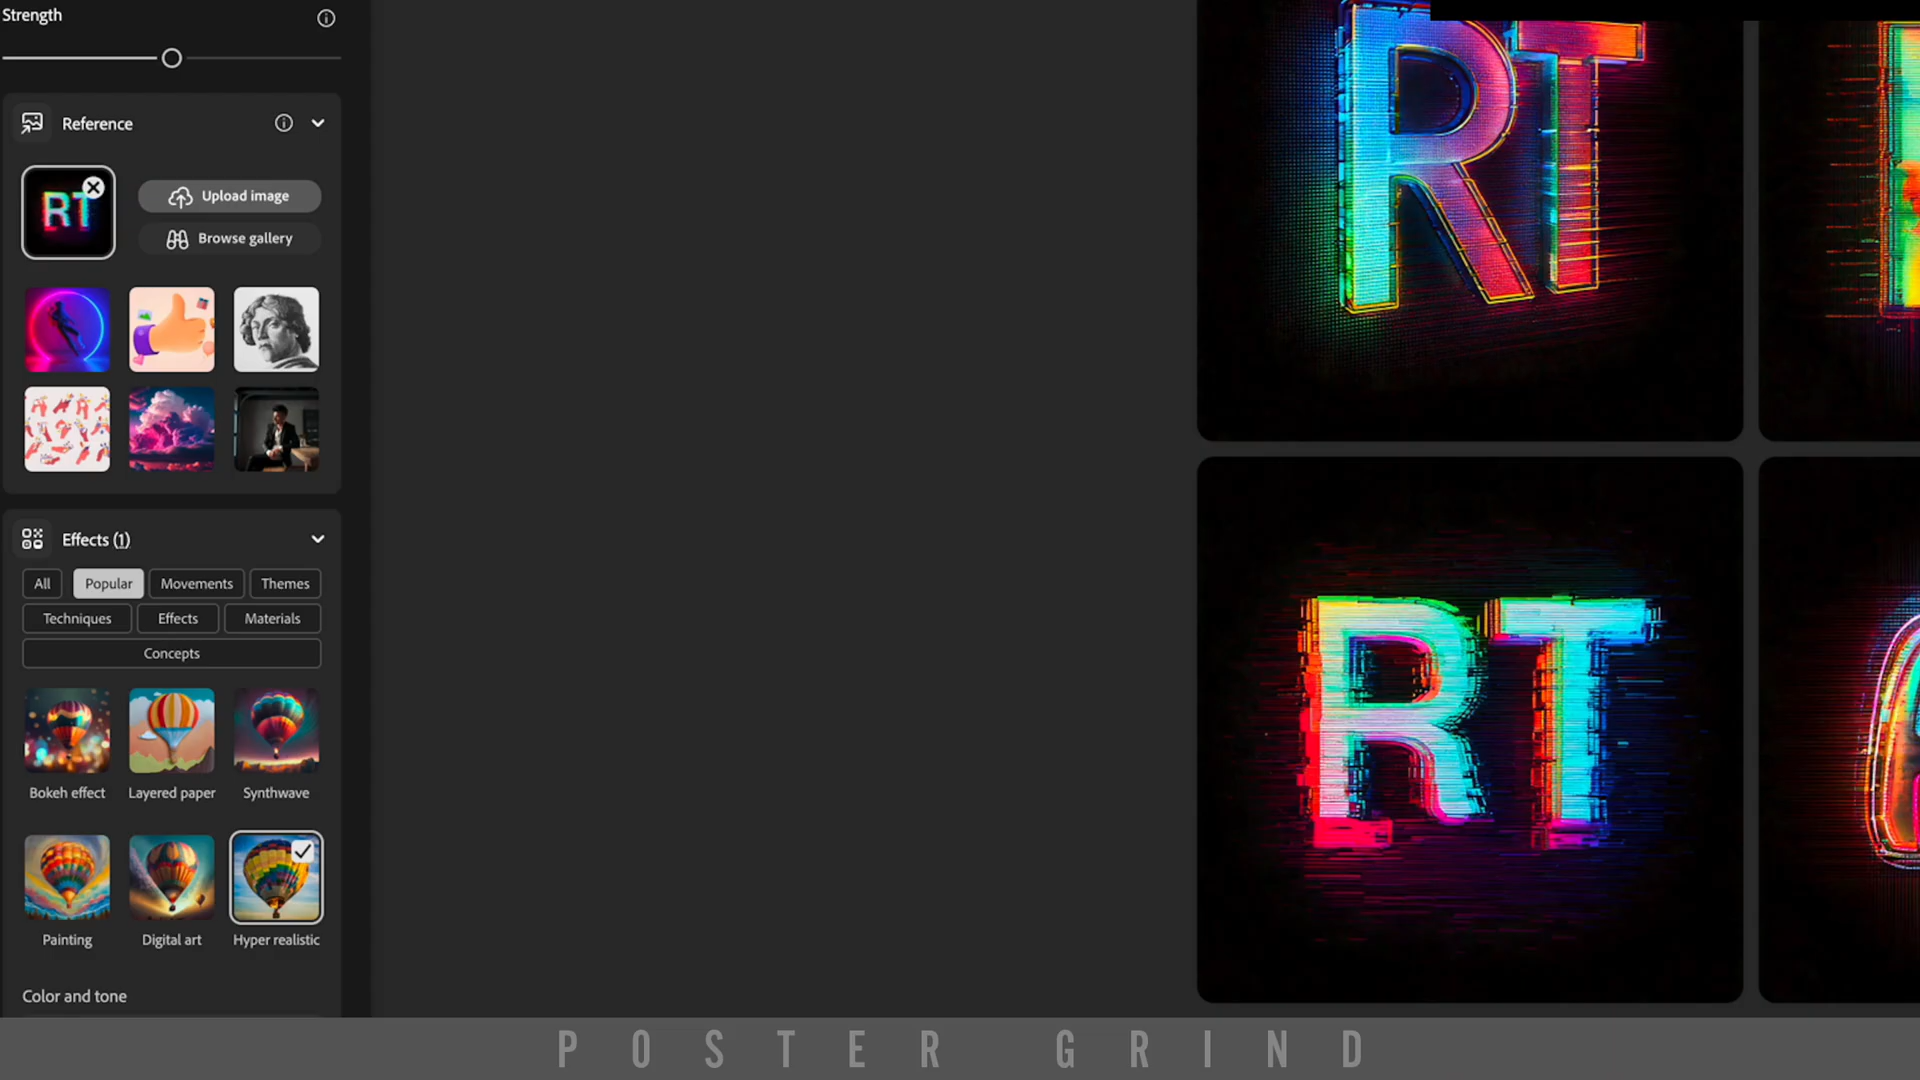 Strength
Reference
RT
Upload image
Browse gallery
Effects (1)
All
Popular
Movements
Themes
Techniques
Effects
Materials
Concepts
Bokeh effect
Layered paper
Synthwave
Painting
Digital art
Hyper realistic
Color and tone
RT
RT
POSTER GRIND